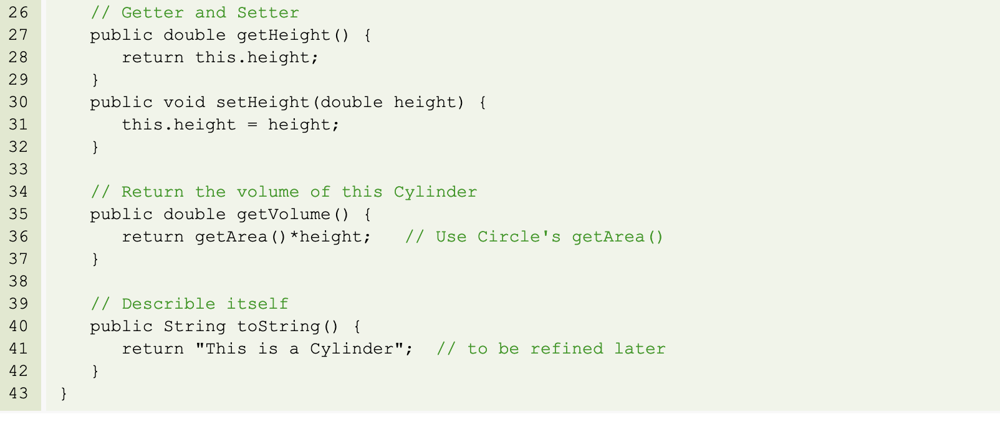 26 // Getter and Setter
27 public double getHeight() {
28 return this.height;
29 }
30 public void setHeight(double height) {
31 this.height = height;
32 }
33
34 // Return the volume of this Cylinder
35 public double getVolume() {
36 return getArea()*height; // Use Circle's getArea()
37 }
38
39 // Describle itself
40 public String toString() {
41 return "This is a Cylinder"; // to be refined later
42 }
43 }